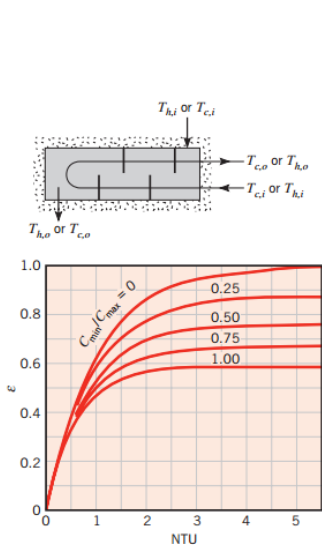 T_{h,i} or T_{c,i}
T_{c,o} or T_{h,o}
T_{c,i} or T_{h,i}
T_{h,o} or T_{c,o}
1.0
0.8
0.6
0.4
0.2
0
ε
C_{min}/C_{max} = 0
0.25
0.50
0.75
1.00
0 1 2 3 4 5
NTU